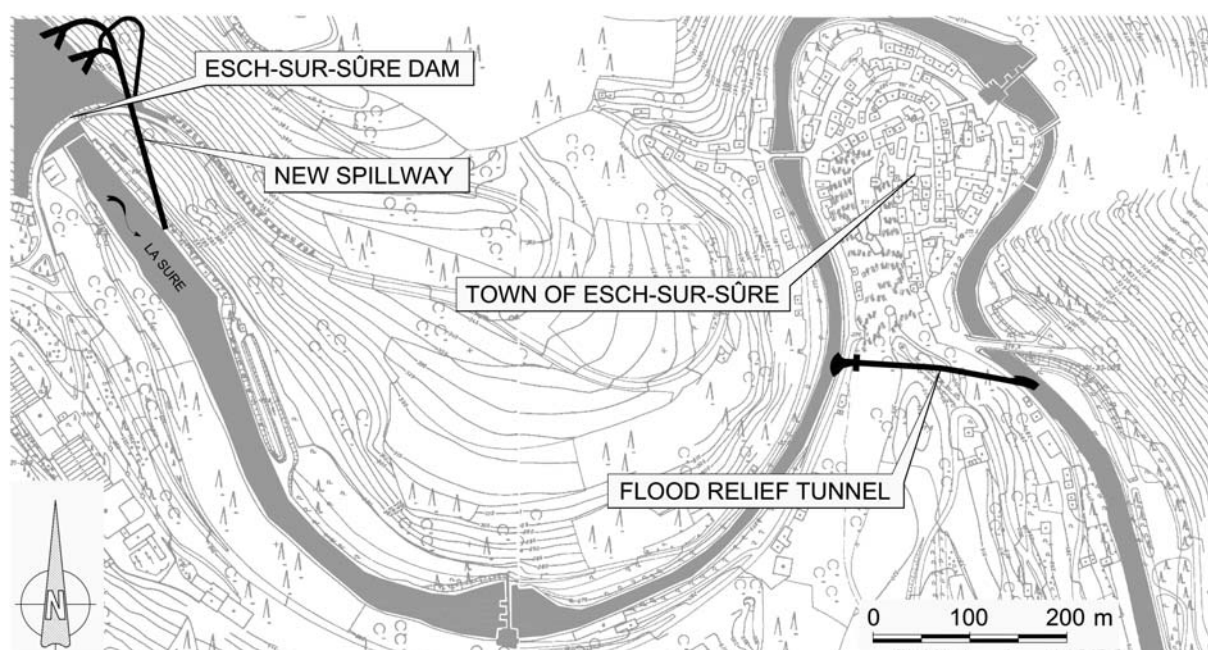 ESCH-SUR-SÛRE DAM
NEW SPILLWAY
LA SURE
TOWN OF ESCH-SUR-SÛRE
FLOOD RELIEF TUNNEL
N
0 100 200 m